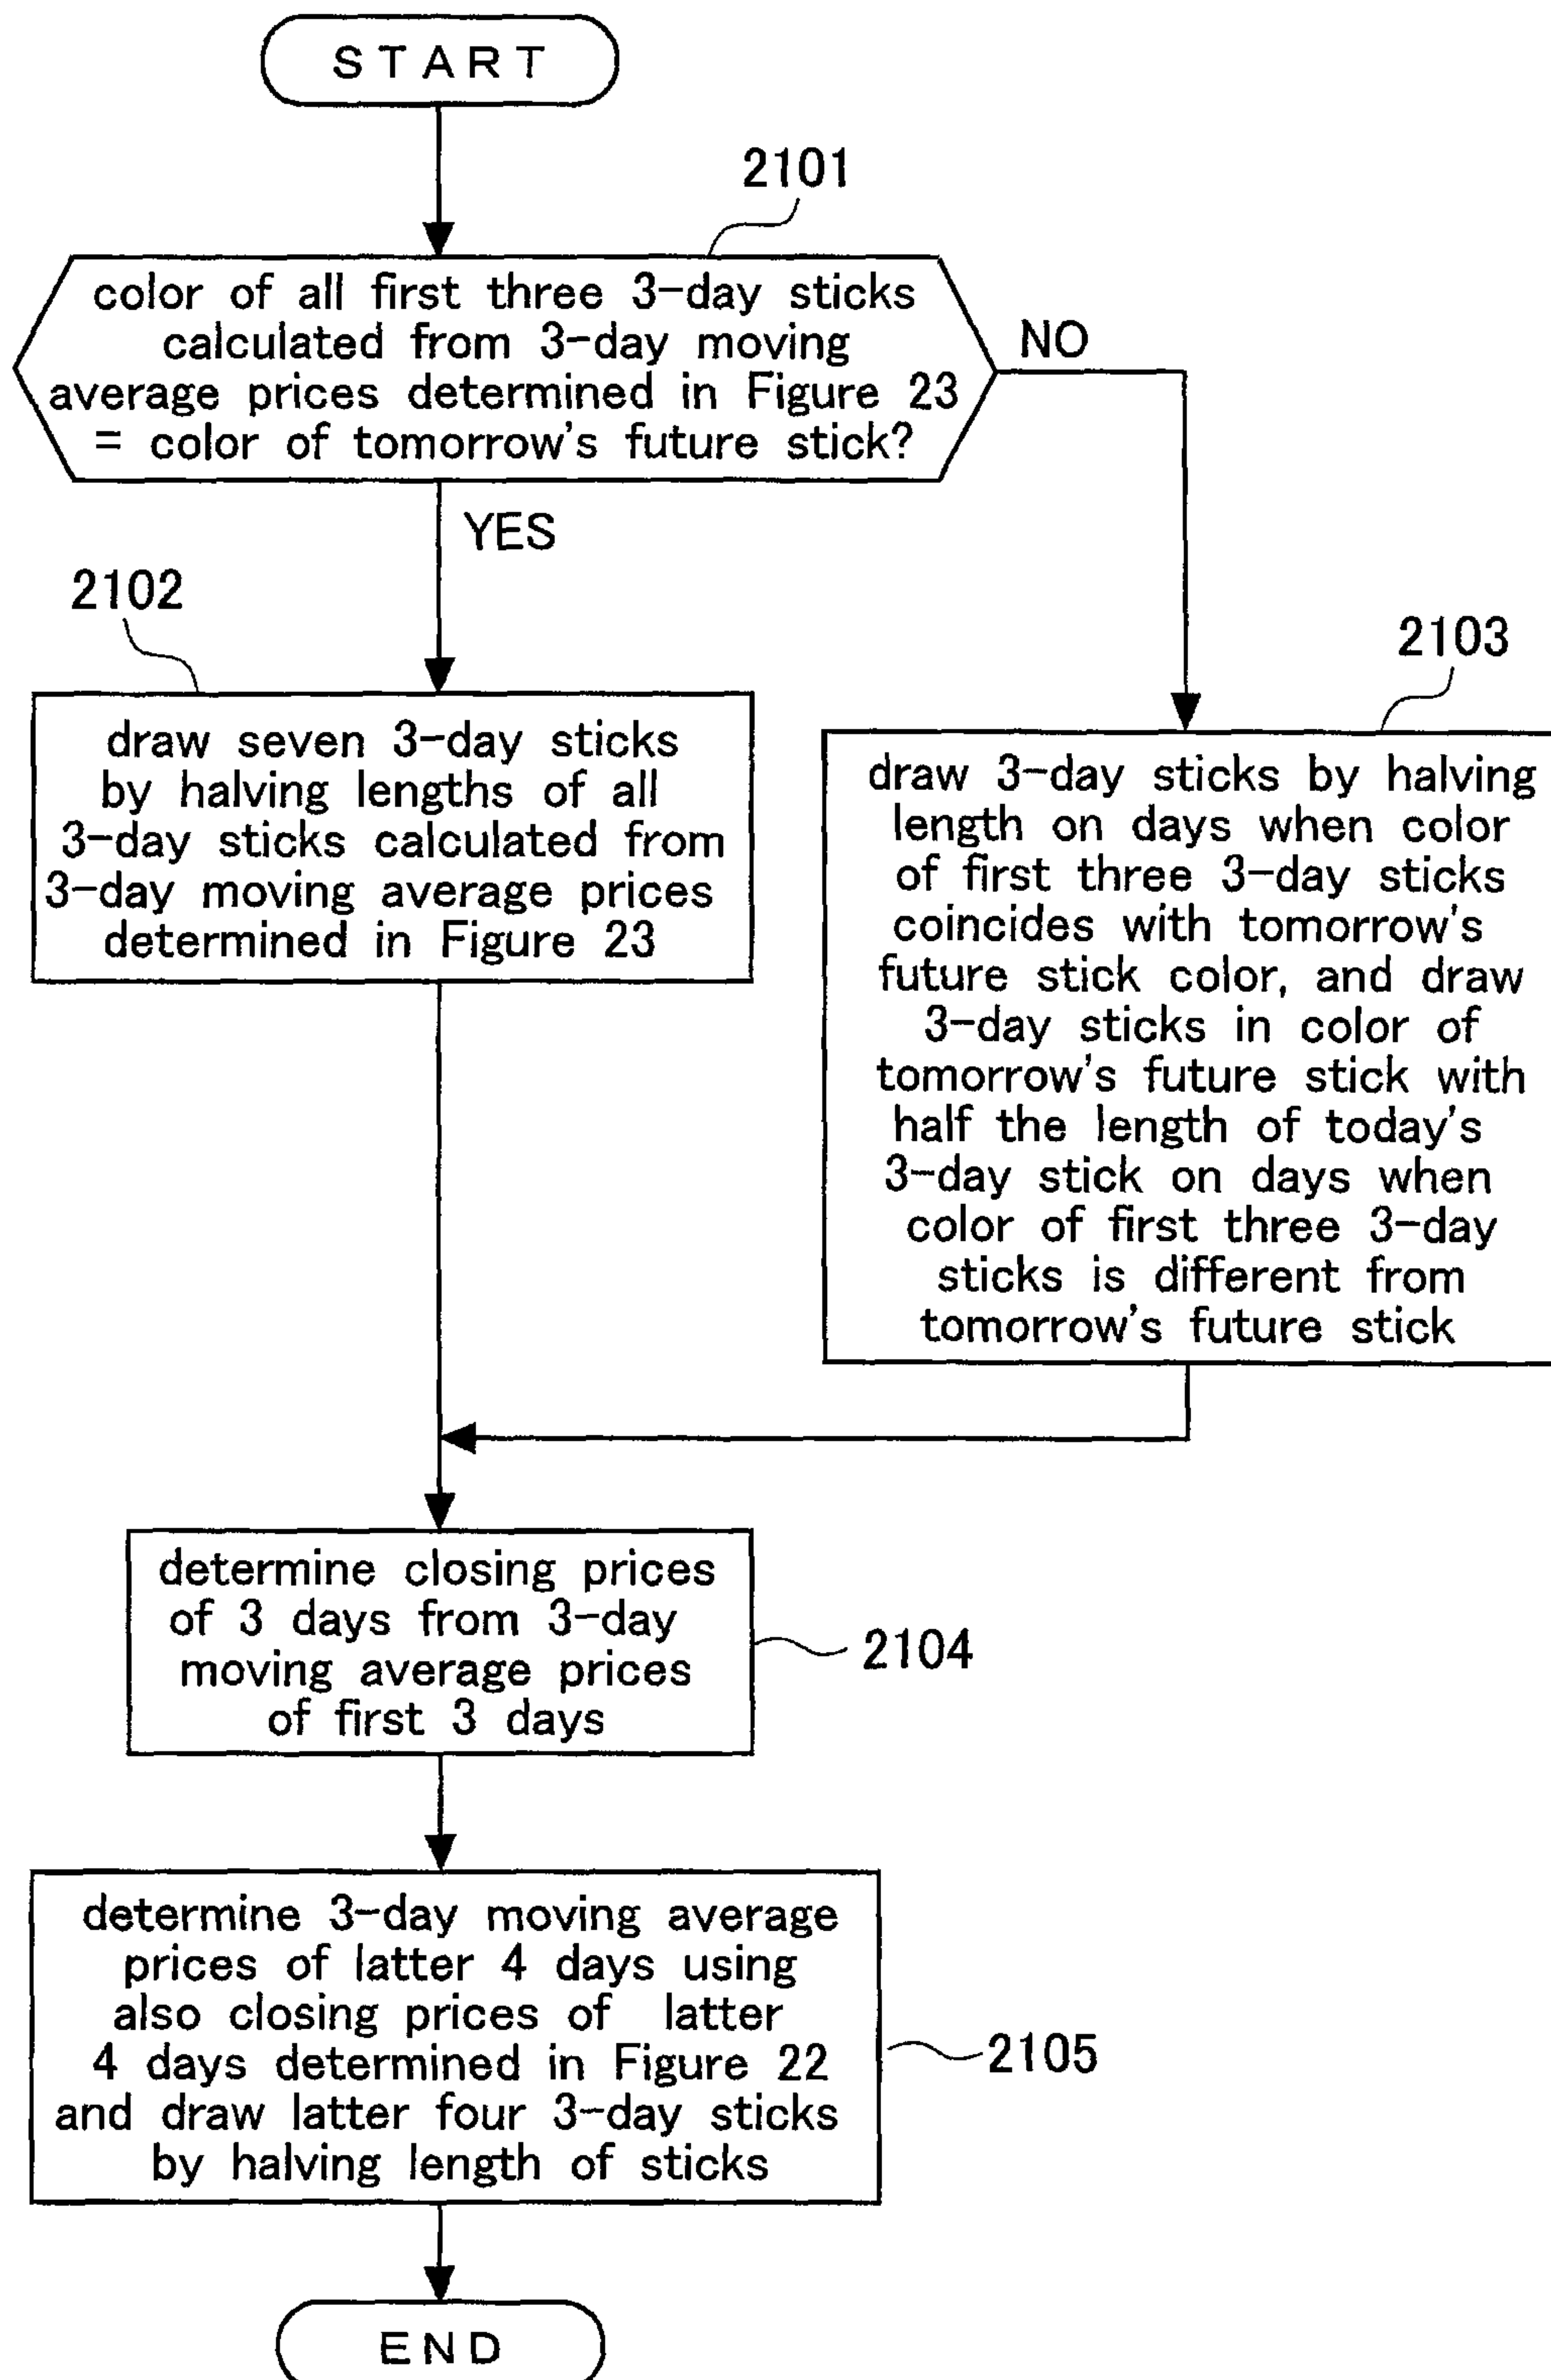 START
2101
color of all first three 3-day sticks
calculated from 3-day moving
average prices determined in Figure 23
= color of tomorrow's future stick?
NO
YES
2102
draw seven 3-day sticks
by halving lengths of all
3-day sticks calculated from
3-day moving average prices
determined in Figure 23
2103
draw 3-day sticks by halving
length on days when color
of first three 3-day sticks
coincides with tomorrow's
future stick color, and draw
3-day sticks in color of
tomorrow's future stick with
half the length of today's
3-day stick on days when
color of first three 3-day
sticks is different from
tomorrow's future stick
determine closing prices
of 3 days from 3-day
moving average prices
of first 3 days
2104
determine 3-day moving average
prices of latter 4 days using
also closing prices of latter
4 days determined in Figure 22
and draw latter four 3-day sticks
by halving length of sticks
2105
END